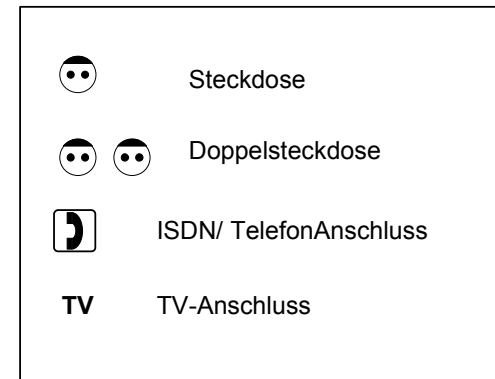 Steckdose
Doppelsteckdose
ISDN/ TelefonAnschluss
TV TV-Anschluss